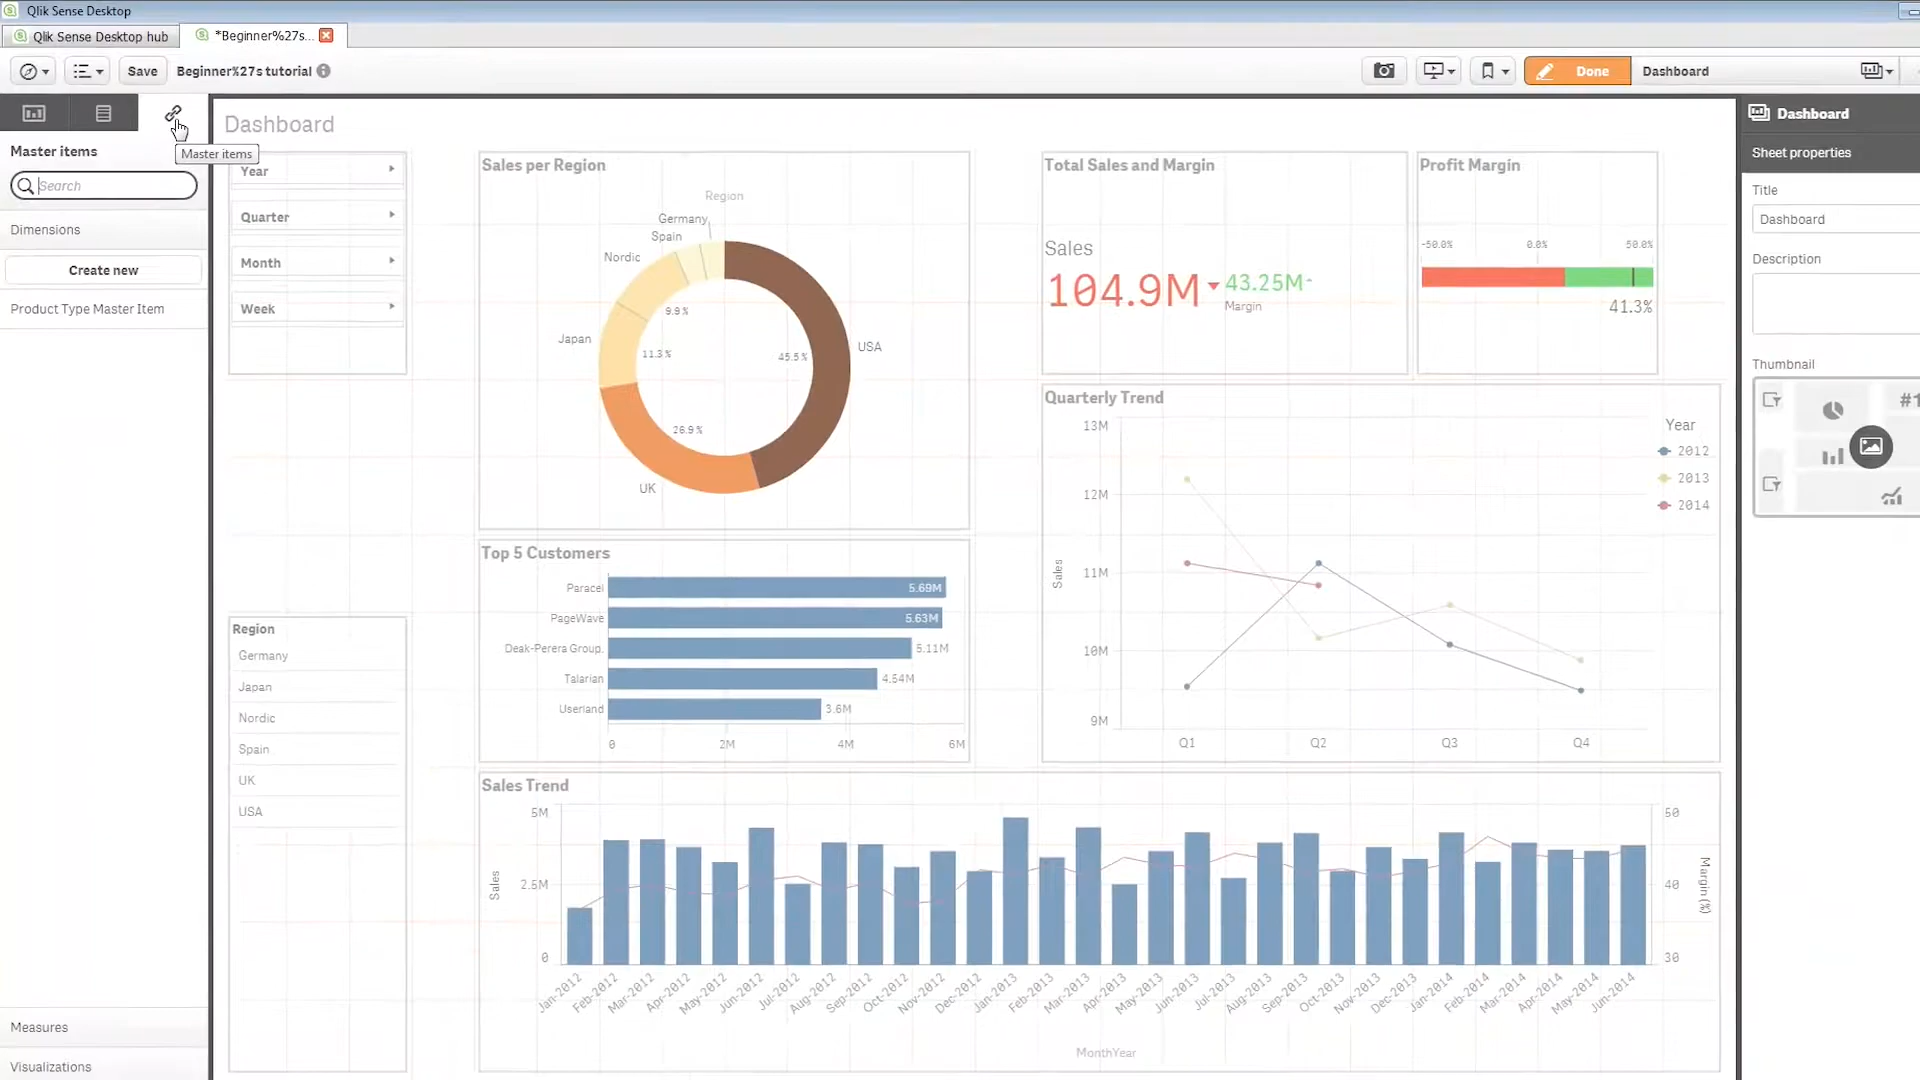 Qlik Sense Desktop
Qlik Sense Desktop hub
*Beginner%27s...
Save
Beginner%27s tutorial
Done
Dashboard
Master items
Master items
Search
Dimensions
Create new
Product Type Master Item
Measures
Visualizations
Dashboard
Year
Quarter
Month
Week
Region
Germany
Japan
Nordic
Spain
UK
USA
Sales per Region
Region
Germany
Spain
Nordic
Japan
UK
USA
9.9%
11.3%
26.9%
45.5%
Top 5 Customers
Paracel 5.69M
PageWave 5.63M
Deak-Perera Group. 5.11M
Talarian 4.54M
Userland 3.6M
0 2M 4M 6M
Total Sales and Margin
Sales
104.9M
43.25M
Margin
Profit Margin
-50.0% 0.0% 50.0%
41.3%
Quarterly Trend
13M
12M
11M
10M
9M
Sales
Q1 Q2 Q3 Q4
Year
2012
2013
2014
Sales Trend
5M
2.5M
0
Sales
50
40
30
Margin (%)
Jan-2012 Feb-2012 Mar-2012 Apr-2012 May-2012 Jun-2012 Jul-2012 Aug-2012 Sep-2012 Oct-2012 Nov-2012 Dec-2012 Jan-2013 Feb-2013 Mar-2013 Apr-2013 May-2013 Jun-2013 Jul-2013 Aug-2013 Sep-2013 Oct-2013 Nov-2013 Dec-2013 Jan-2014 Feb-2014 Mar-2014 Apr-2014 May-2014 Jun-2014
MonthYear
Dashboard
Sheet properties
Title
Dashboard
Description
Thumbnail
#1